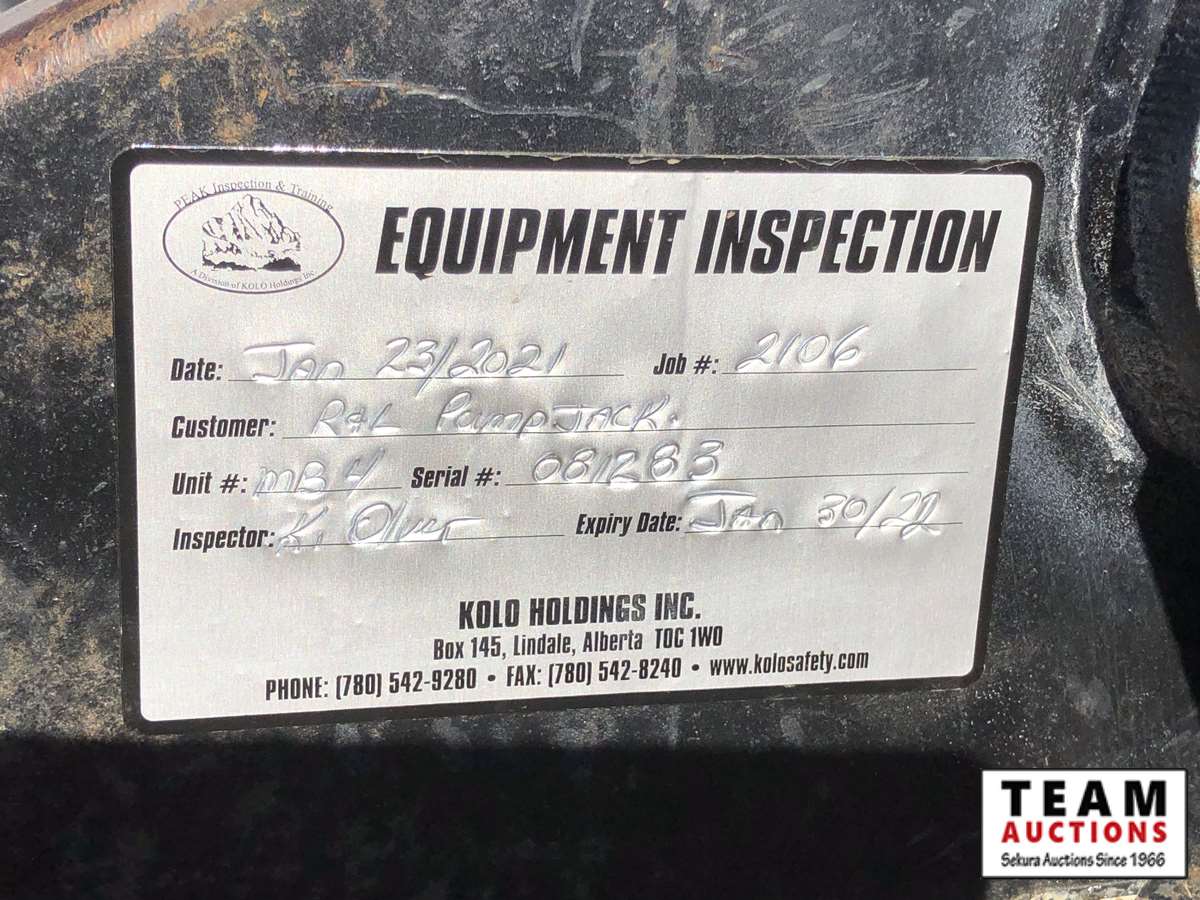 PEAK Inspection & Training
A Division of KOLO Holdings Inc.
EQUIPMENT INSPECTION
Date: Jan 23/2021 Job #: 2106
Customer: R&L Pump JACK.
Unit #: MB4 Serial #: 081283
Inspector: K. Expiry Date: Jan 30/22
KOLO HOLDINGS INC.
Box 145, Lindale, Alberta T0C 1W0
PHONE: (780) 542-9280 • FAX: (780) 542-8240 • www.kolosafety.com
TEAM
AUCTIONS
Sekura Auctions Since 1966